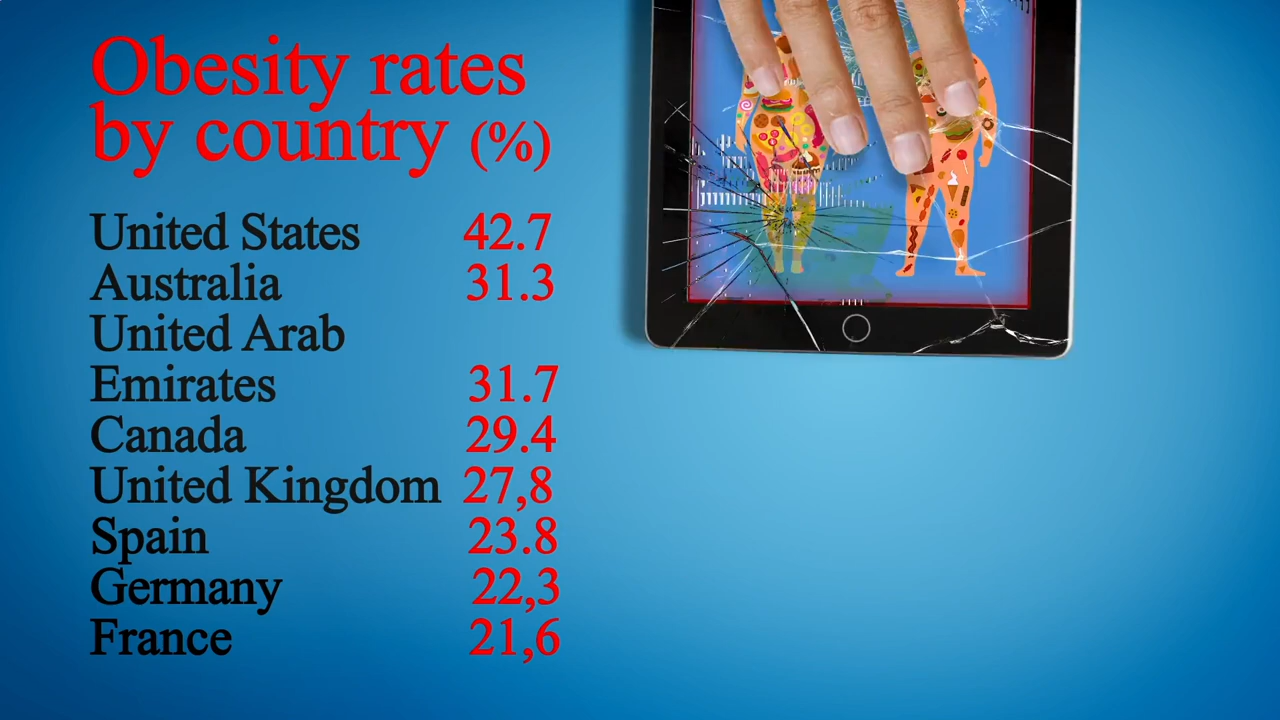 Obesity rates
by country (%)
United States 42.7
Australia 31.3
United Arab
Emirates 31.7
Canada 29.4
United Kingdom 27,8
Spain 23.8
Germany 22,3
France 21,6